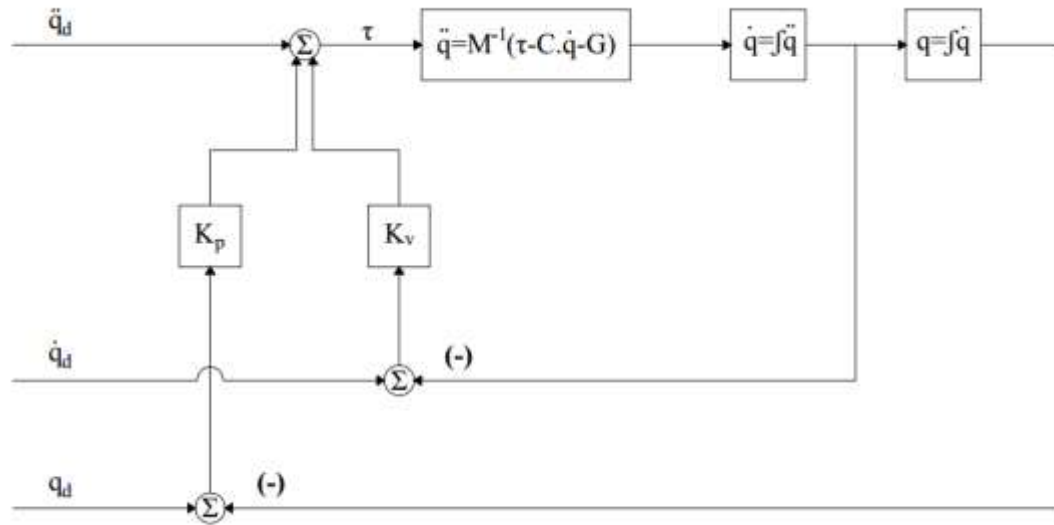 q̈d
Σ
τ
q̈=M⁻¹(τ-C.q̇-G)
q̇=∫q̈
q=∫q̇
Kp
Kv
q̇d
(-)
Σ
qd
(-)
Σ